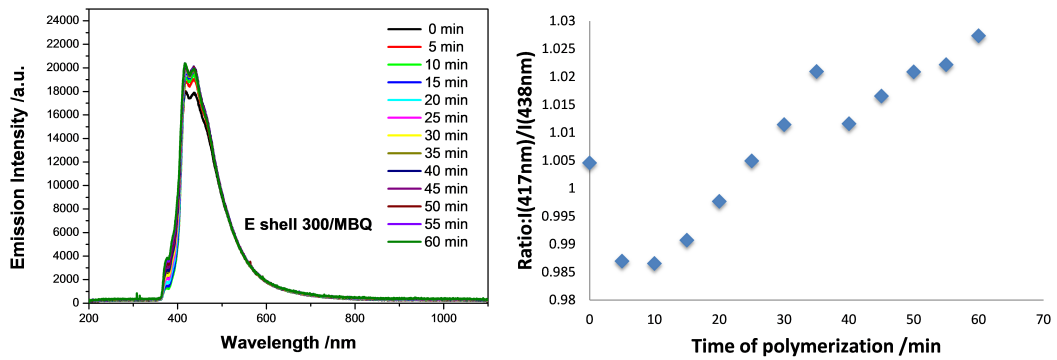 Emission Intensity /a.u.
24000
22000
20000
18000
16000
14000
12000
10000
8000
6000
4000
2000
0
0 min
5 min
10 min
15 min
20 min
25 min
30 min
35 min
40 min
45 min
50 min
55 min
60 min
E shell 300/MBQ
200 400 600 800 1000
Wavelength /nm
Ratio:I(417nm)/I(438nm)
1.03
1.025
1.02
1.015
1.01
1.005
1
0.995
0.99
0.985
0.98
0 10 20 30 40 50 60 70
Time of polymerization /min